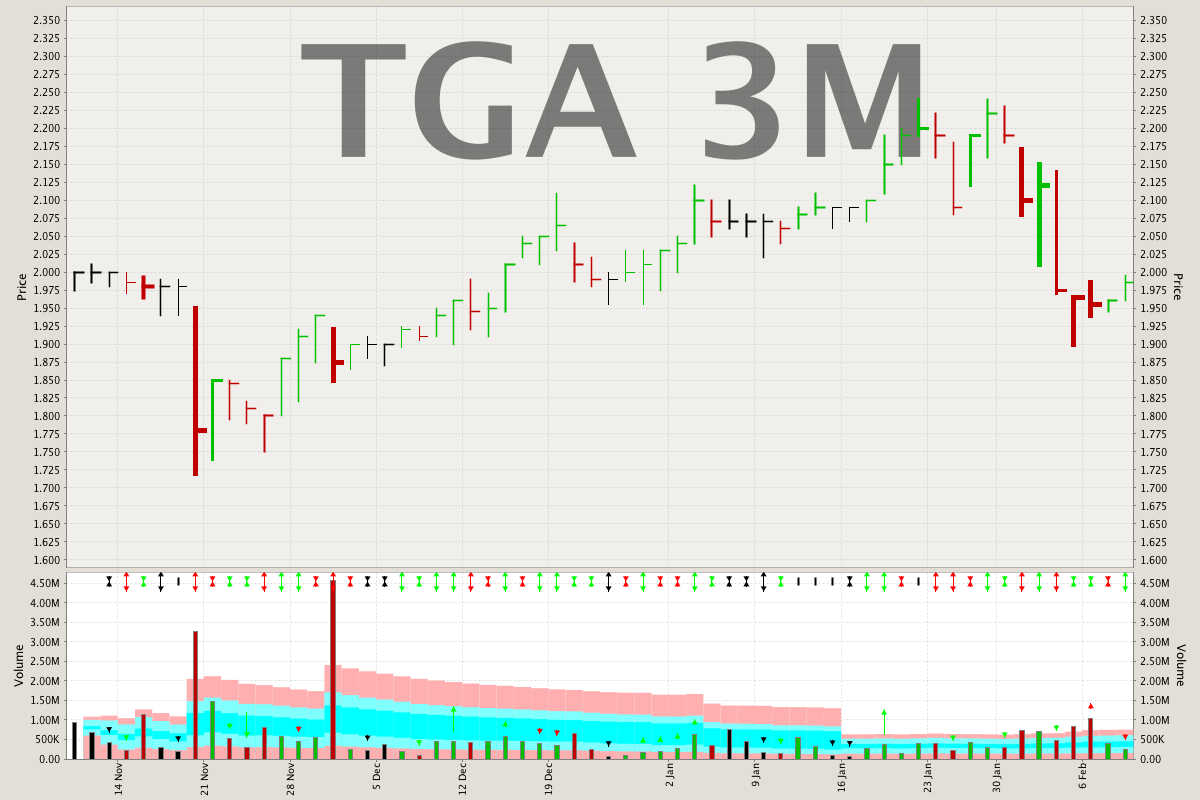 TGA 3M
2.350
2.325
2.300
2.275
2.250
2.225
2.200
2.175
2.150
2.125
2.100
2.075
2.050
2.025
2.000
1.975
1.950
1.925
1.900
1.875
1.850
1.825
1.800
1.775
1.750
1.725
1.700
1.675
1.650
1.625
1.600
Price
2.350
2.325
2.300
2.275
2.250
2.225
2.200
2.175
2.150
2.125
2.100
2.075
2.050
2.025
2.000
1.975
1.950
1.925
1.900
1.875
1.850
1.825
1.800
1.775
1.750
1.725
1.700
1.675
1.650
1.625
1.600
Price
4.50M
4.00M
3.50M
3.00M
2.50M
2.00M
1.50M
1.00M
500K
0.00
Volume
4.50M
4.00M
3.50M
3.00M
2.50M
2.00M
1.50M
1.00M
500K
0.00
Volume
14 Nov
21 Nov
28 Nov
5 Dec
12 Dec
19 Dec
2 Jan
9 Jan
16 Jan
23 Jan
30 Jan
6 Feb